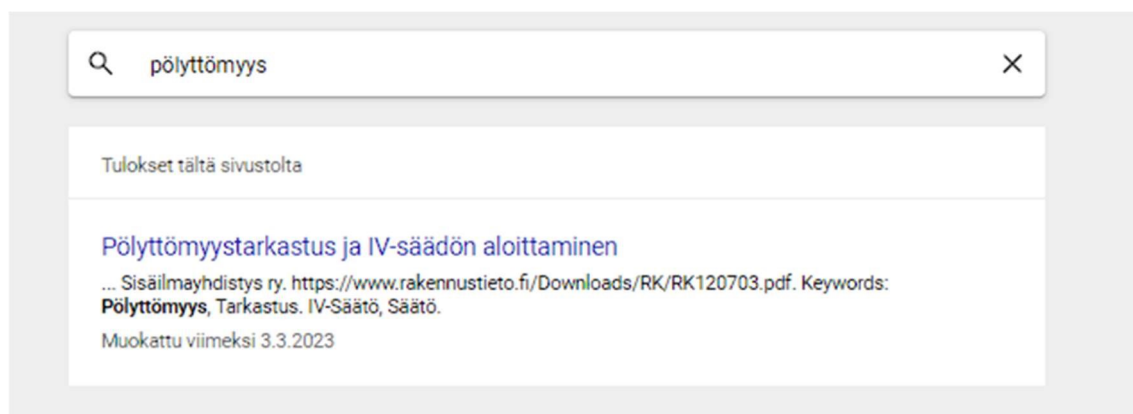 pölyttömyys
Tulokset tältä sivustolta
Pölyttömyystarkastus ja IV-säädön aloittaminen
... Sisäilmayhdistys ry. https://www.rakennustieto.fi/Downloads/RK/RK120703.pdf. Keywords:
Pölyttömyys, Tarkastus. IV-Säätö, Säätö.
Muokattu viimeksi 3.3.2023